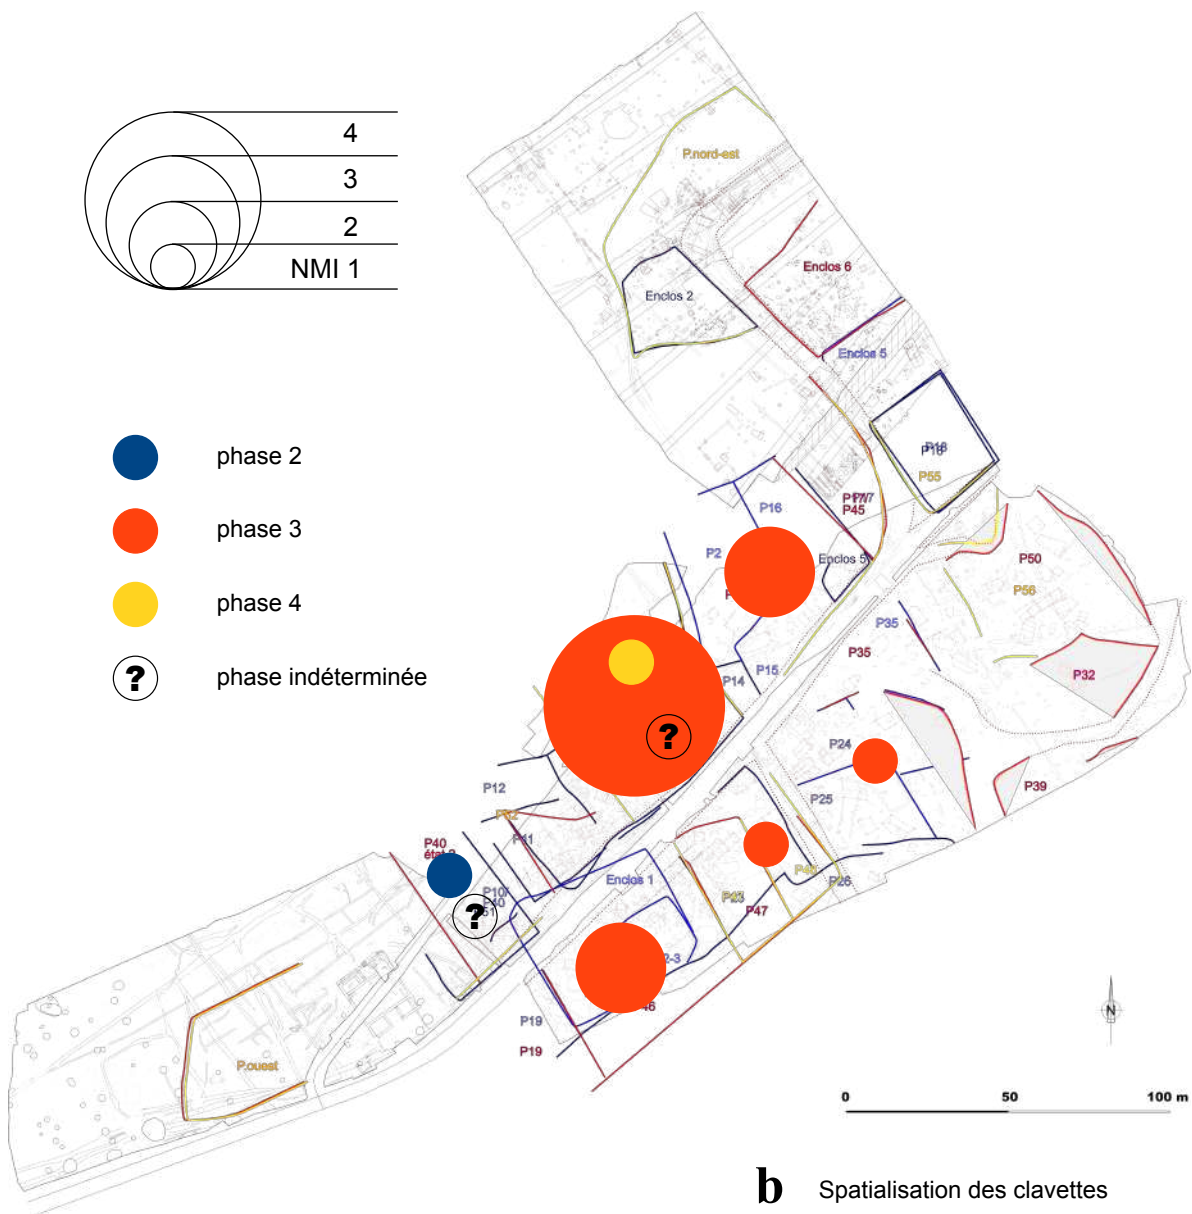 4
3
2
NMI 1
P.nord-est
Enclos 6
Enclos 2
Enclos 5
phase 2
phase 3
phase 4
? phase indéterminée
P18
P55
P16
P45
P2
Enclos 5
P50
P56
P35
P35
P15
P14
P32
P24
?
P12
P25
P39
P11
P40
Enclos 1
P26
P47
?
P19
P19
P.ouest
N
0 50 100 m
b Spatialisation des clavettes